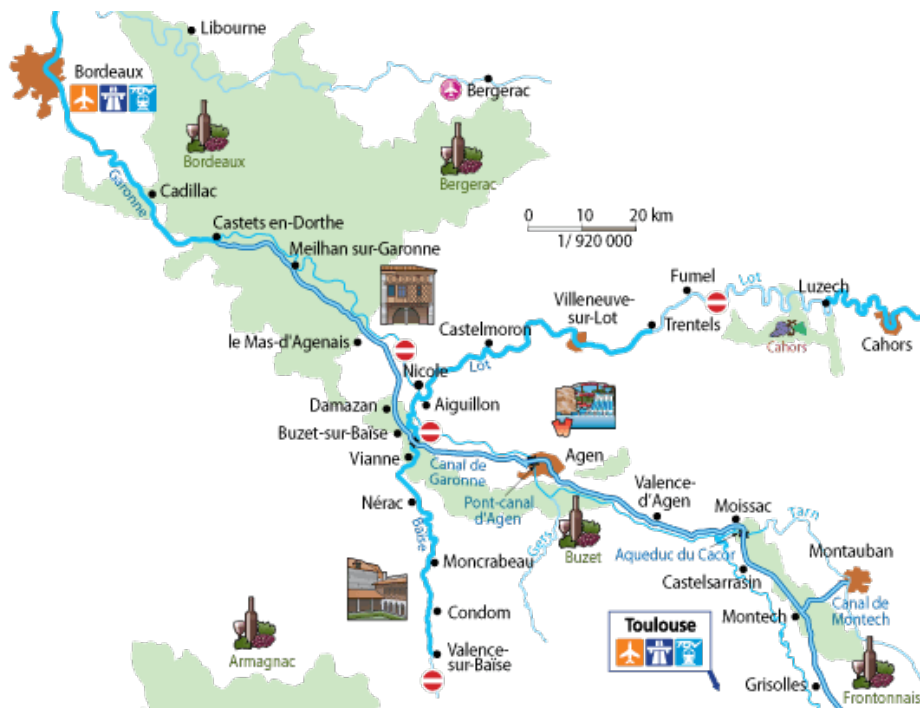 Libourne
Bordeaux
Bergerac
Bordeaux
Bergerac
Garonne
Cadillac
Castets en-Dorthe
0 10 20 km
1/ 920 000
Meilhan sur-Garonne
Fumel
Lot
Luzech
Villeneuve-
sur-Lot
Castelmoron
Trentels
le Mas-d'Agenais
Cahors
Cahors
Lot
Nicole
Damazan
Aiguillon
Buzet-sur-Baïse
Agen
Vianne
Canal de
Garonne
Valence-
d'Agen
Pont-canal
d'Agen
Nérac
Moissac
Tarn
Baïse
Gers
Buzet
Aqueduc du Cacor
Montauban
Moncrabeau
Castelsarrasin
Canal de
Montech
Condom
Montech
Toulouse
Armagnac
Valence-
sur-Baïse
Grisolles
Frontonnais